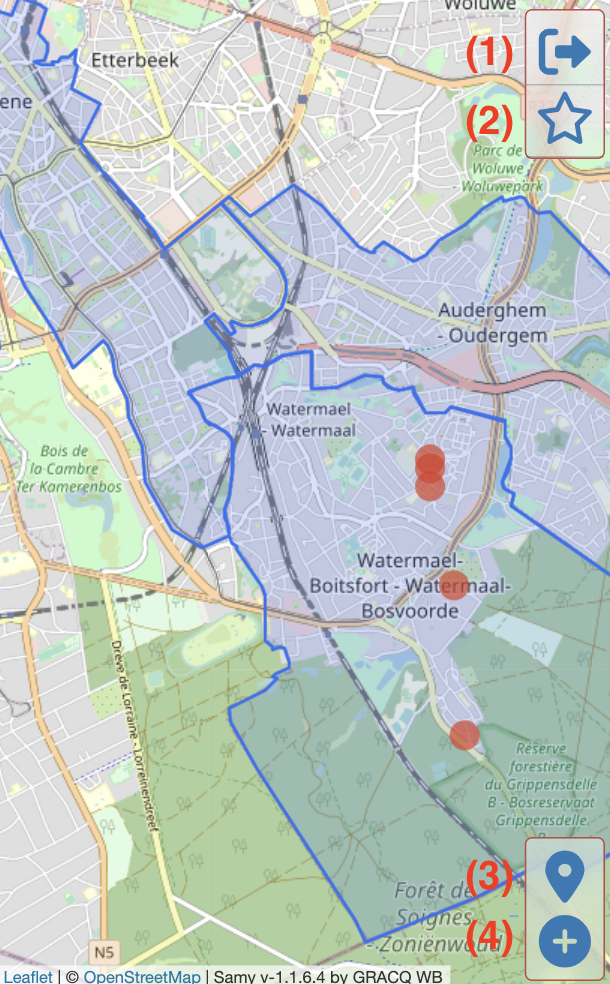 Woluwe
(1)
Etterbeek
ene
(2)
Parc de
Woluwe
Woluwepark
Auderghem
- Oudergem
Watermael
- Watermaal
Bois de
la Cambre
Ter Kamerenbos
Watermael-
Boitsfort - Watermaal-
Bosvoorde
Drève de Lorraine - Lorreinendreef
Réserve
forestière
du Grippensdelle
B - Bosreservaat
Grippensdelle
B
(3)
Forêt de
Soignes
- Zoniënwoud
(4)
N5
Leaflet | © OpenStreetMap | Samy v-1.1.6.4 by GRACQ WB